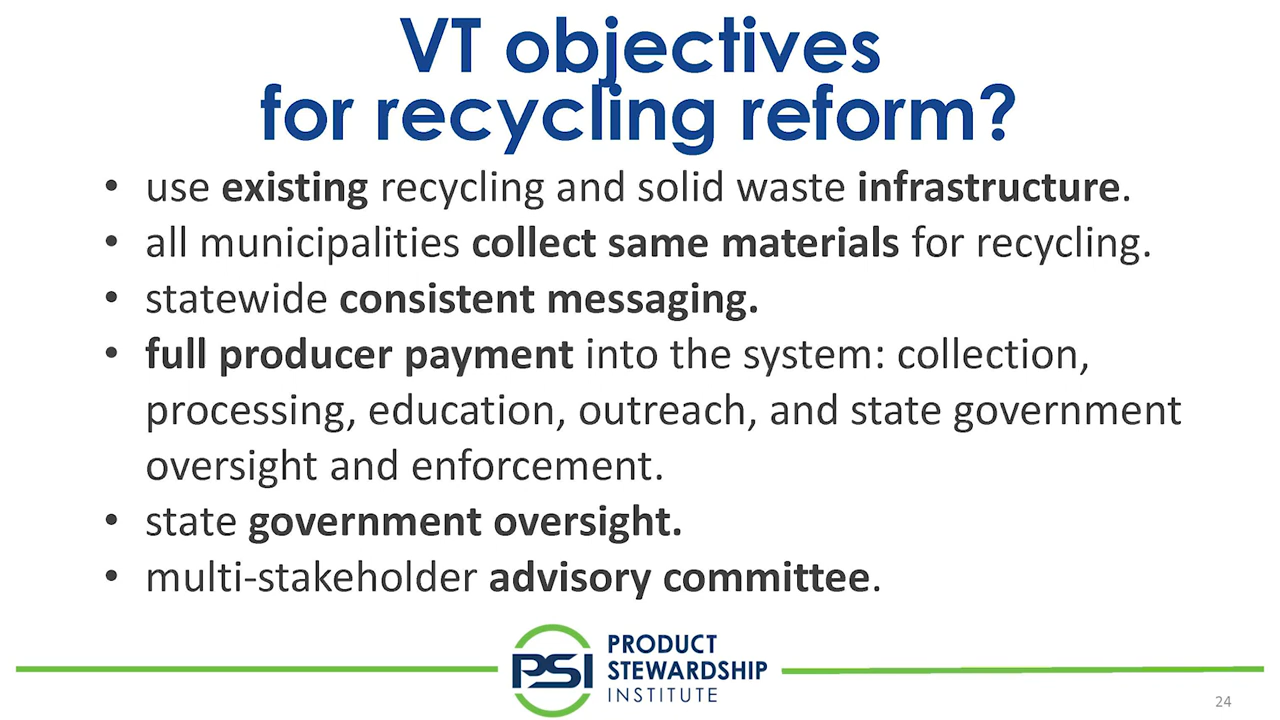 VT objectives
for recycling reform?
• use existing recycling and solid waste infrastructure.
• all municipalities collect same materials for recycling.
• statewide consistent messaging.
• full producer payment into the system: collection,
processing, education, outreach, and state government
oversight and enforcement.
• state government oversight.
• multi-stakeholder advisory committee.
PSI
PRODUCT
STEWARDSHIP
INSTITUTE
24